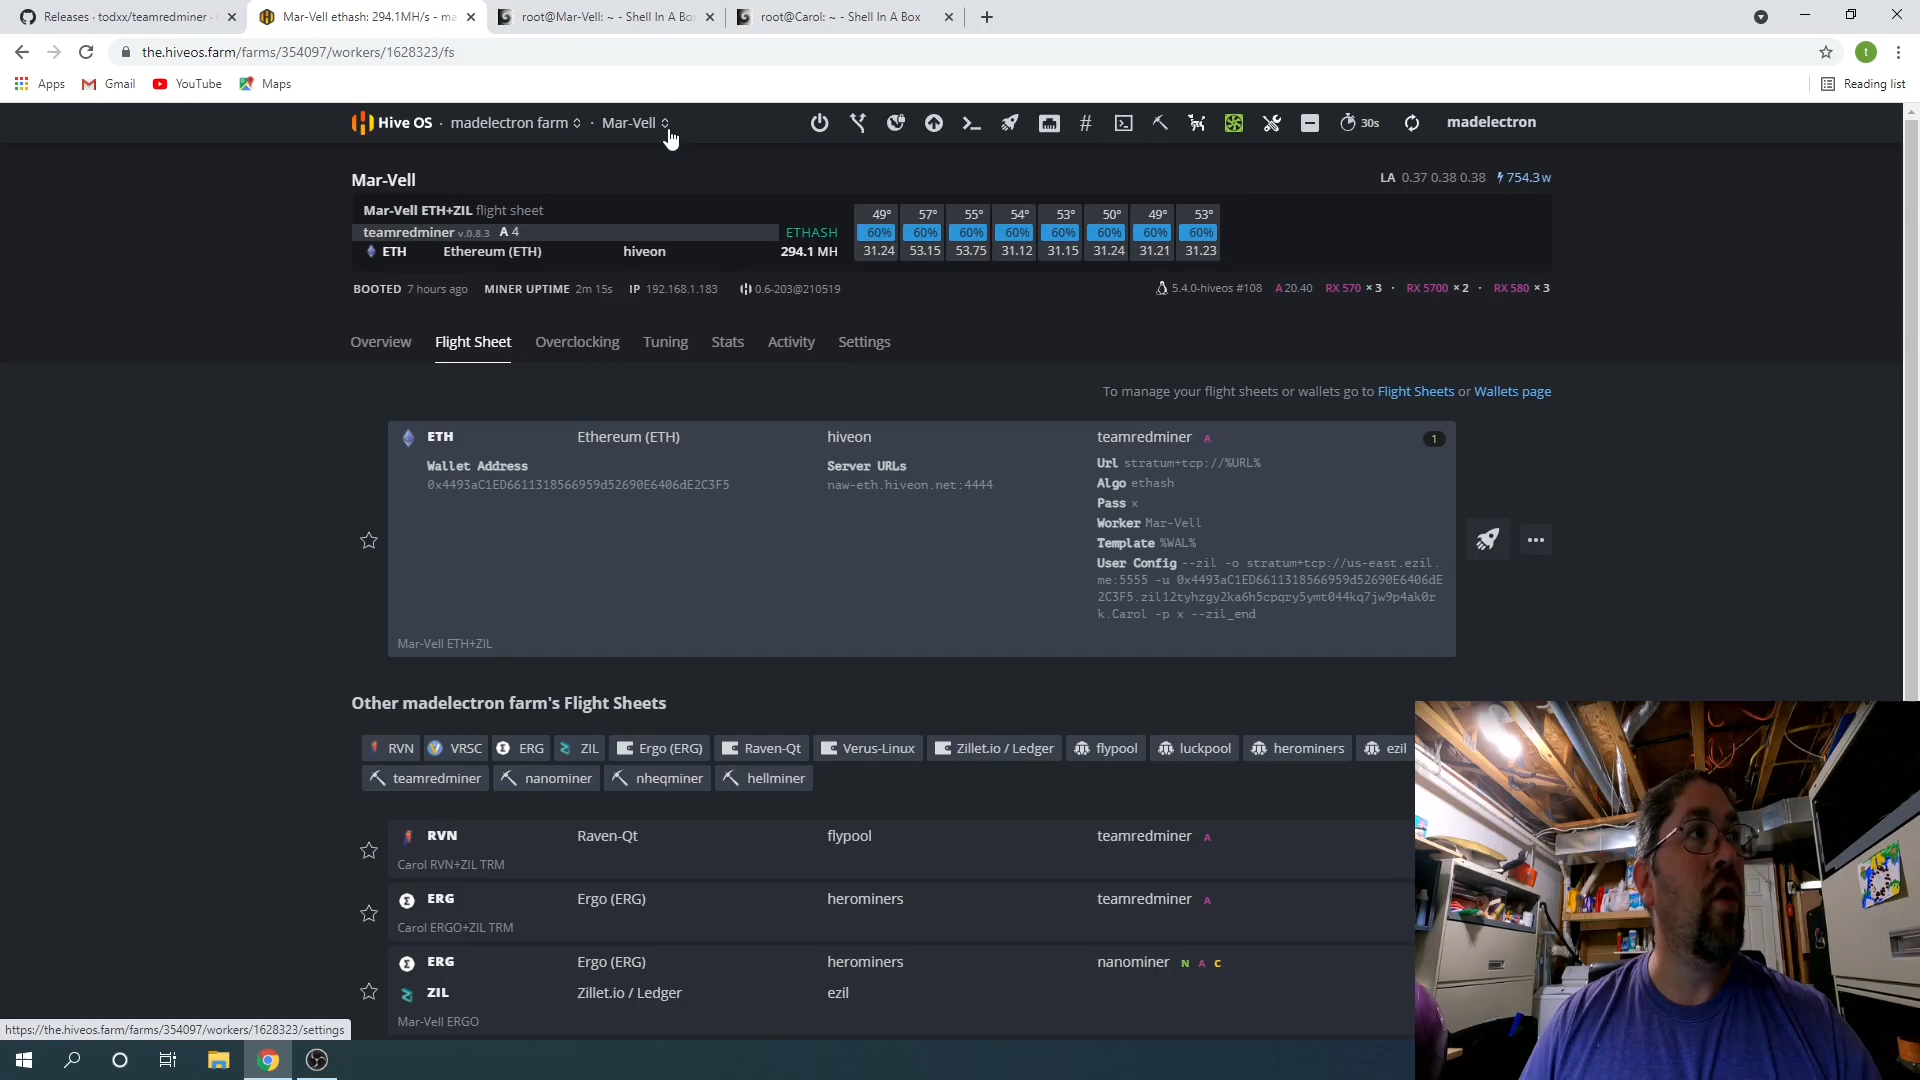 Releases · todxx/teamredminer ·
Mar-Vell ethash: 294.1MH/s - ma
root@Mar-Vell: ~ - Shell In A Bo
root@Carol: ~ - Shell In A Box
the.hiveos.farm/farms/354097/workers/1628323/fs
t
Apps
Gmail
YouTube
Maps
Reading list
Hive OS · madelectron farm · Mar-Vell
30s
madelectron
Mar-Vell
LA 0.37 0.38 0.38 754.3 w
Mar-Vell ETH+ZIL flight sheet
49° 57° 55° 54° 53° 50° 49° 53°
teamredminer v.0.8.3 A 4 ETHASH
60% 60% 60% 60% 60% 60% 60% 60%
ETH Ethereum (ETH) hiveon 294.1 MH
31.24 53.15 53.75 31.12 31.15 31.24 31.21 31.23
BOOTED 7 hours ago MINER UPTIME 2m 15s IP 192.168.1.183 0.6-203@210519
5.4.0-hiveos #108 A 20.40 RX 570 × 3 · RX 5700 × 2 · RX 580 × 3
Overview Flight Sheet Overclocking Tuning Stats Activity Settings
To manage your flight sheets or wallets go to Flight Sheets or Wallets page
ETH Ethereum (ETH) hiveon teamredminer A 1
Wallet Address
0x4493aC1ED6611318566959d52690E6406dE2C3F5
Server URLs
naw-eth.hiveon.net:4444
Url stratum+tcp://%URL%
Algo ethash
Pass x
Worker Mar-Vell
Template %WAL%
User Config --zil -o stratum+tcp://us-east.ezil.
me:5555 -u 0x4493aC1ED6611318566959d52690E6406dE
2C3F5.zil12tyhzgy2ka6h5cpqry5ymt044kq7jw9p4ak0r
k.Carol -p x --zil_end
Mar-Vell ETH+ZIL
Other madelectron farm's Flight Sheets
RVN VRSC ERG ZIL Ergo (ERG) Raven-Qt Verus-Linux Zillet.io / Ledger flypool luckpool herominers ezil
teamredminer nanominer nheqminer hellminer
RVN Raven-Qt flypool teamredminer A
Carol RVN+ZIL TRM
ERG Ergo (ERG) herominers teamredminer A
Carol ERGO+ZIL TRM
ERG Ergo (ERG) herominers nanominer N A C
ZIL Zillet.io / Ledger ezil
Mar-Vell ERGO
https://the.hiveos.farm/farms/354097/workers/1628323/settings